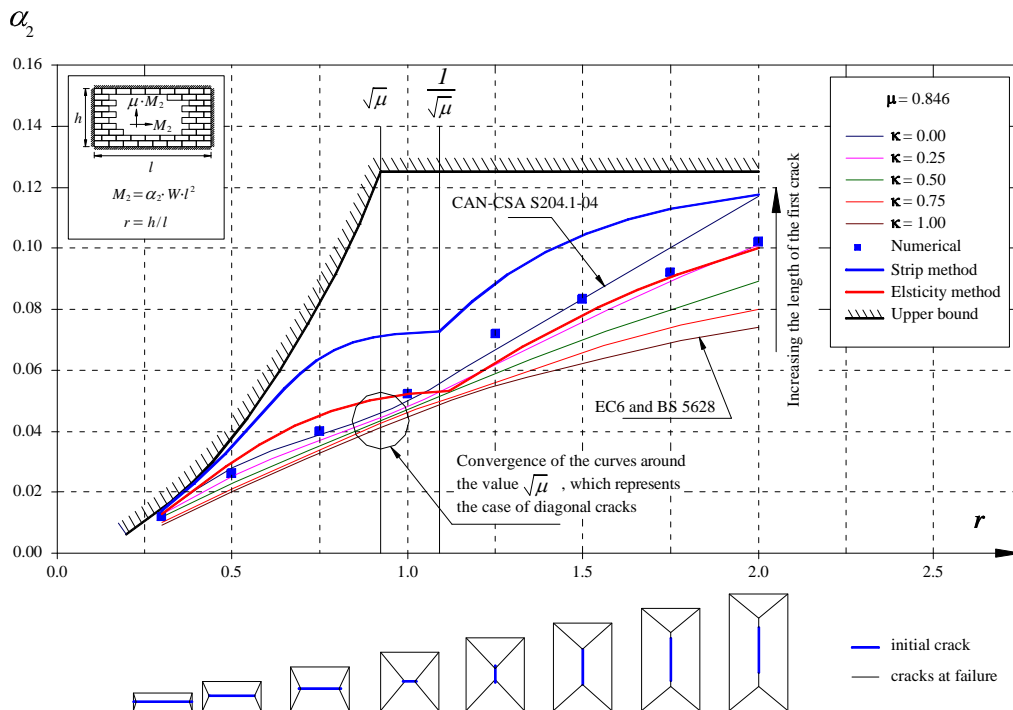 α₂
0.16
0.14
0.12
0.10
0.08
0.06
0.04
0.02
0.00
0.0
0.5
1.0
1.5
2.0
2.5
r
h
μ·M₂
M₂
l
M₂ = α₂· W· l²
r = h/l
√μ
1/√μ
CAN-CSA S204.1-04
EC6 and BS 5628
Convergence of the curves around
the value √μ , which represents
the case of diagonal cracks
Increasing the length of the first crack
μ = 0.846
κ = 0.00
κ = 0.25
κ = 0.50
κ = 0.75
κ = 1.00
Numerical
Strip method
Elsticity method
Upper bound
initial crack
cracks at failure